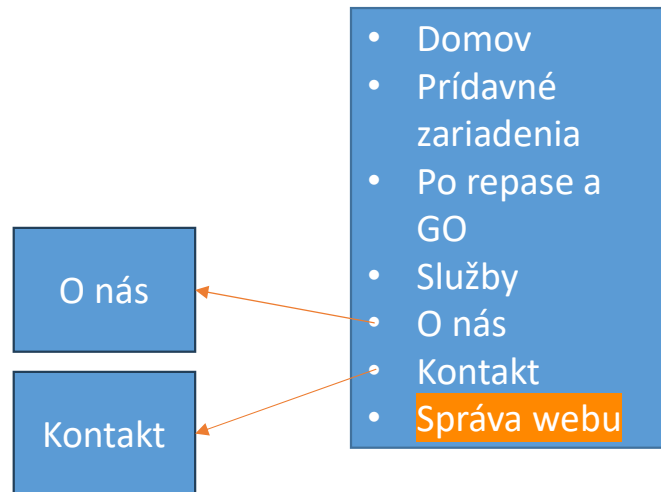 • Domov
• Prídavné
zariadenia
• Po repase a
GO
• Služby
• O nás
• Kontakt
• Správa webu
O nás
Kontakt